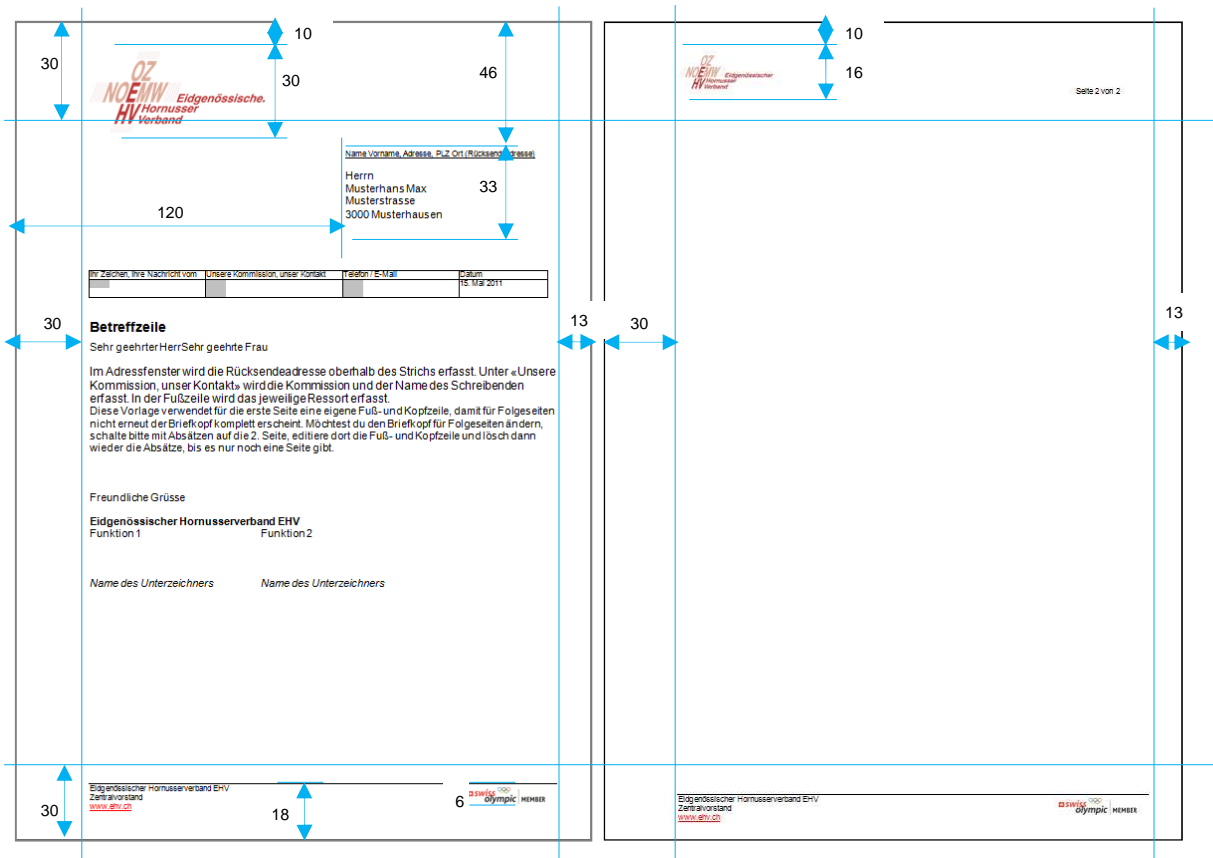 10
30
30
46
OZ
NOEMW Eidgenössische.
HV Hornusser
Verband
Name Vorname, Adresse, PLZ Ort (Rücksendeadresse)
Herrn
Musterhans Max
Musterstrasse
3000 Musterhausen
33
120
Ihr Zeichen, Ihre Nachricht vom Unsere Kommission, unser Kontakt Telefon / E-Mail Datum
15. Mai 2011
30
13
Betreffzeile
Sehr geehrter HerrSehr geehrte Frau
Im Adressfenster wird die Rücksendeadresse oberhalb des Strichs erfasst. Unter «Unsere
Kommission, unser Kontakt» wird die Kommission und der Name des Schreibenden
erfasst. In der Fußzeile wird das jeweilige Ressort erfasst.
Diese Vorlage verwendet für die erste Seite eine eigene Fuß- und Kopfzeile, damit für Folgeseiten
nicht erneut der Briefkopf komplett erscheint. Möchtest du den Briefkopf für Folgeseiten ändern,
schalte bitte mit Absätzen auf die 2. Seite, editiere dort die Fuß- und Kopfzeile und lösch dann
wieder die Absätze, bis es nur noch eine Seite gibt.
Freundliche Grüsse
Eidgenössischer Hornusserverband EHV
Funktion 1 Funktion 2
Name des Unterzeichners Name des Unterzeichners
30
Eidgenössischer Hornusserverband EHV
Zentralvorstand
www.ehv.ch
18
6
swiss
olympic MEMBER
10
16
OZ
NOEMW Eidgenössischer
HV Hornusser
Verband
Seite 2 von 2
30
13
Eidgenössischer Hornusserverband EHV
Zentralvorstand
www.ehv.ch
swiss
olympic MEMBER